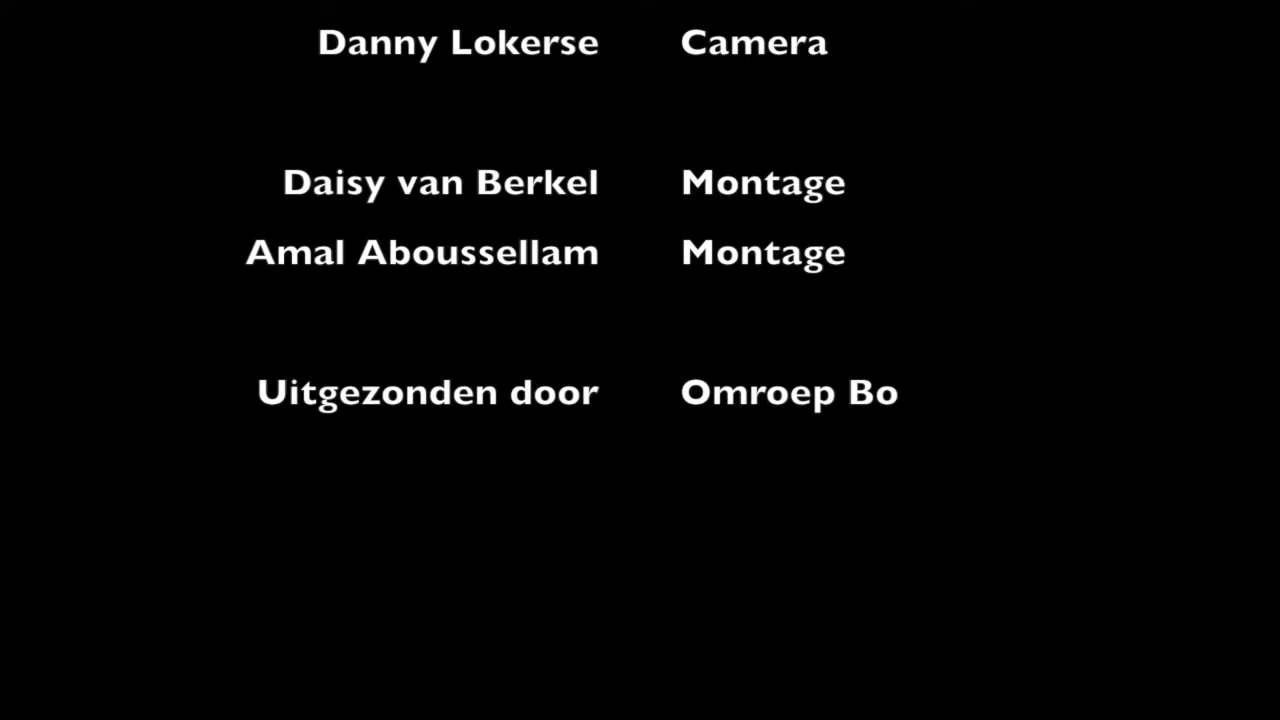 Danny Lokerse Camera
Daisy van Berkel Montage
Amal Aboussellam Montage
Uitgezonden door Omroep Bo